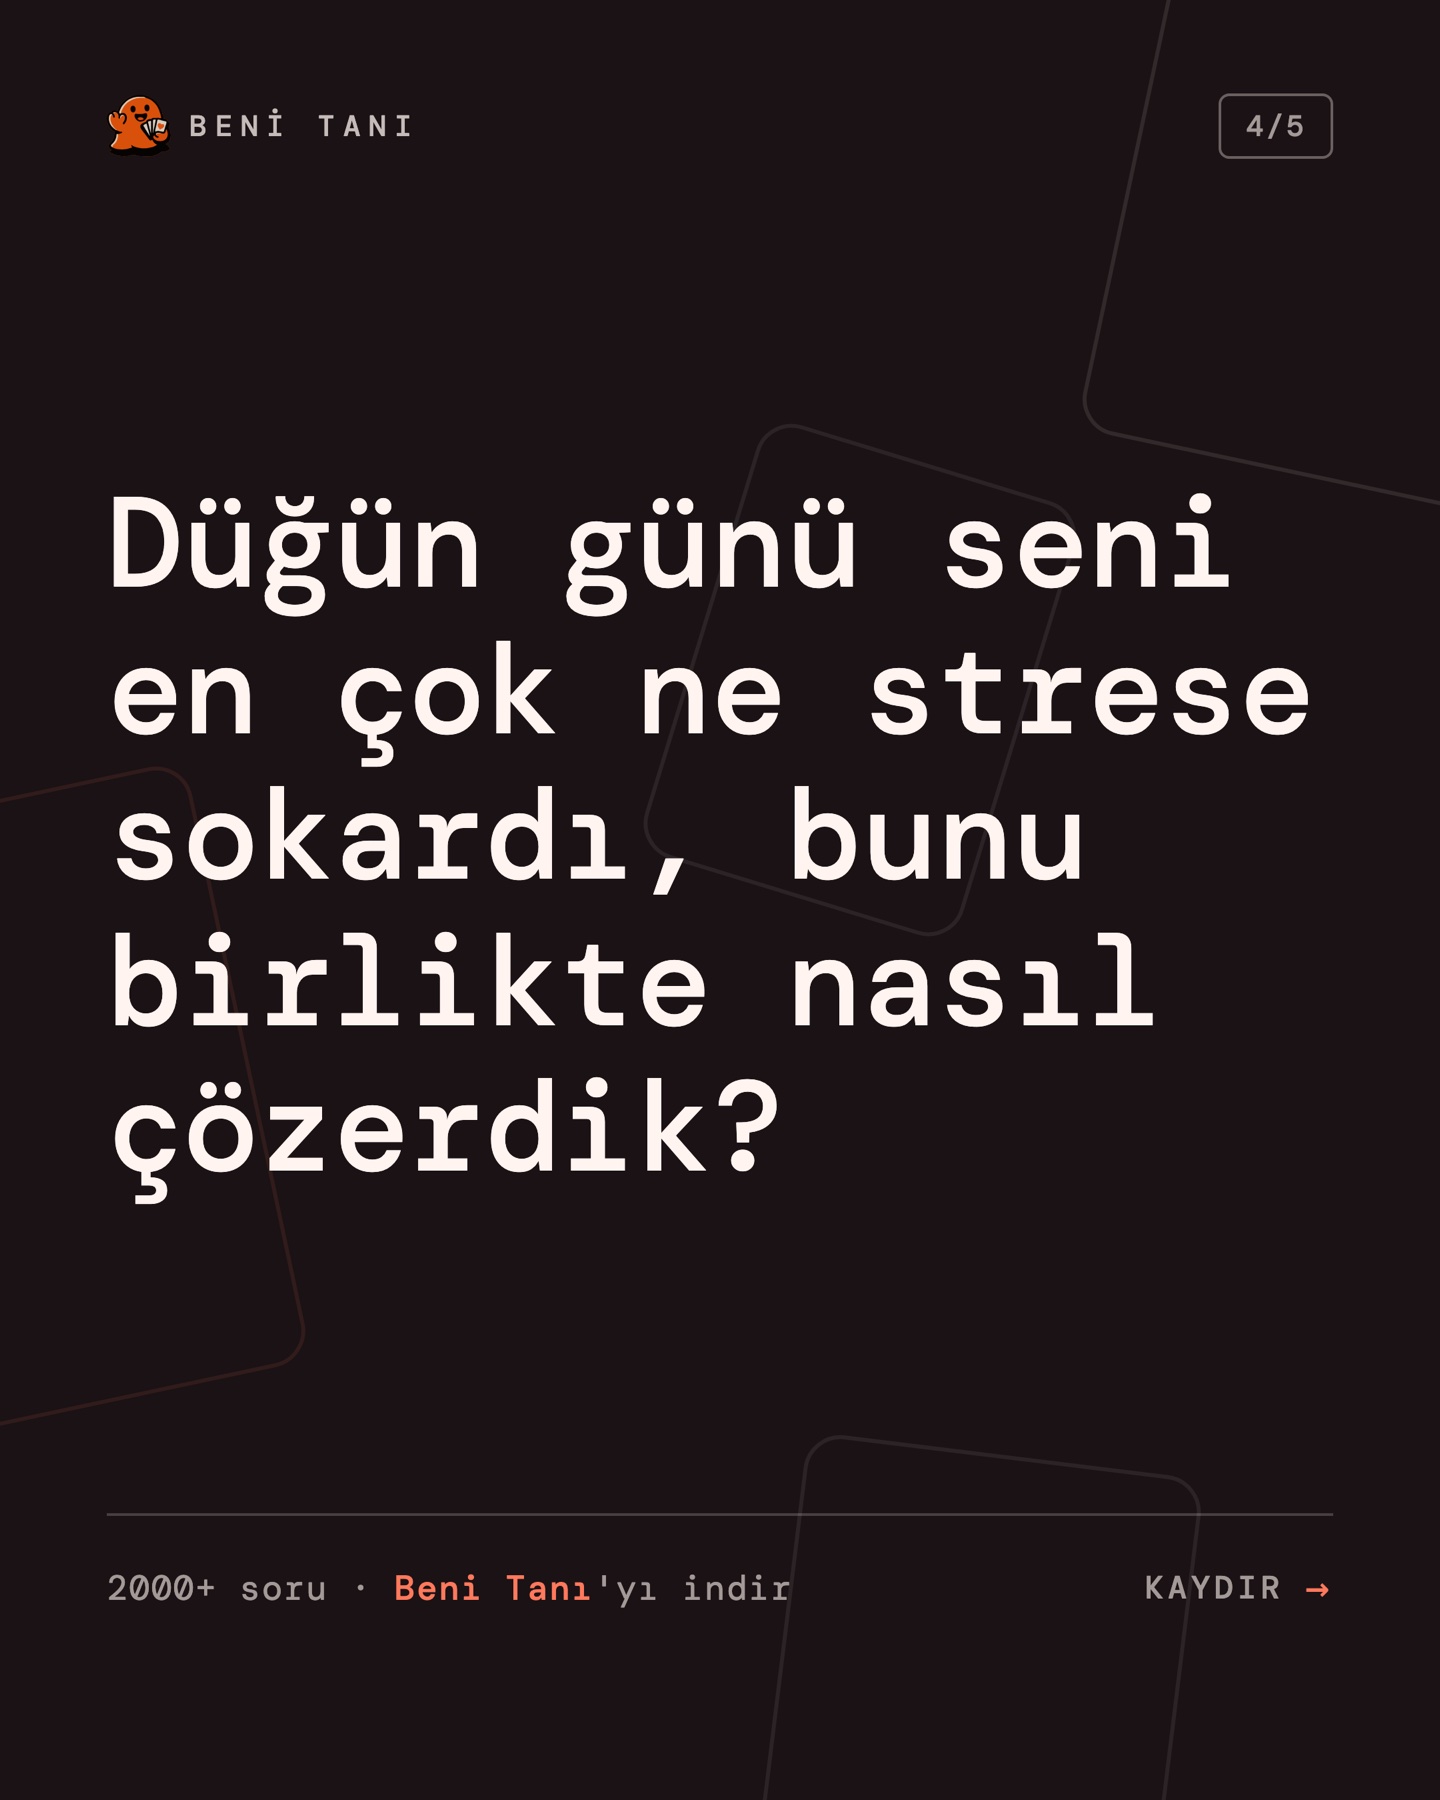 BENİ TANI
4/5
Düğün günü seni
en çok ne strese
sokardı, bunu
birlikte nasıl
çözerdik?
2000+ soru · Beni Tanı'yı indir
KAYDIR →